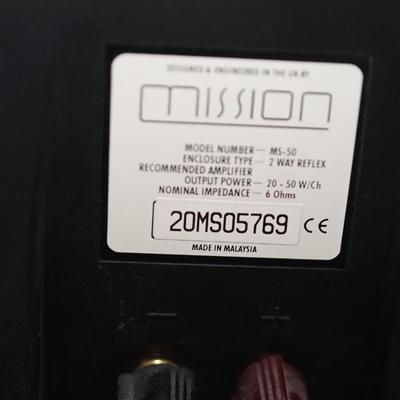 DESIGNED & ENGINEERED IN THE UK BY
mission
MODEL NUMBER — MS-50
ENCLOSURE TYPE — 2 WAY REFLEX
RECOMMENDED AMPLIFIER
OUTPUT POWER — 20 - 50 W/Ch
NOMINAL IMPEDANCE — 6 Ohms
20MS05769 CE
MADE IN MALAYSIA
— +